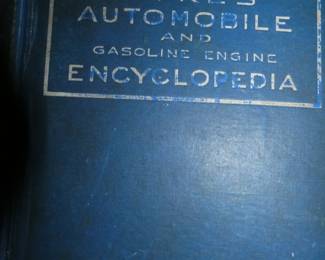 AUTOMOBILE
AND
GASOLINE ENGINE
ENCYCLOPEDIA